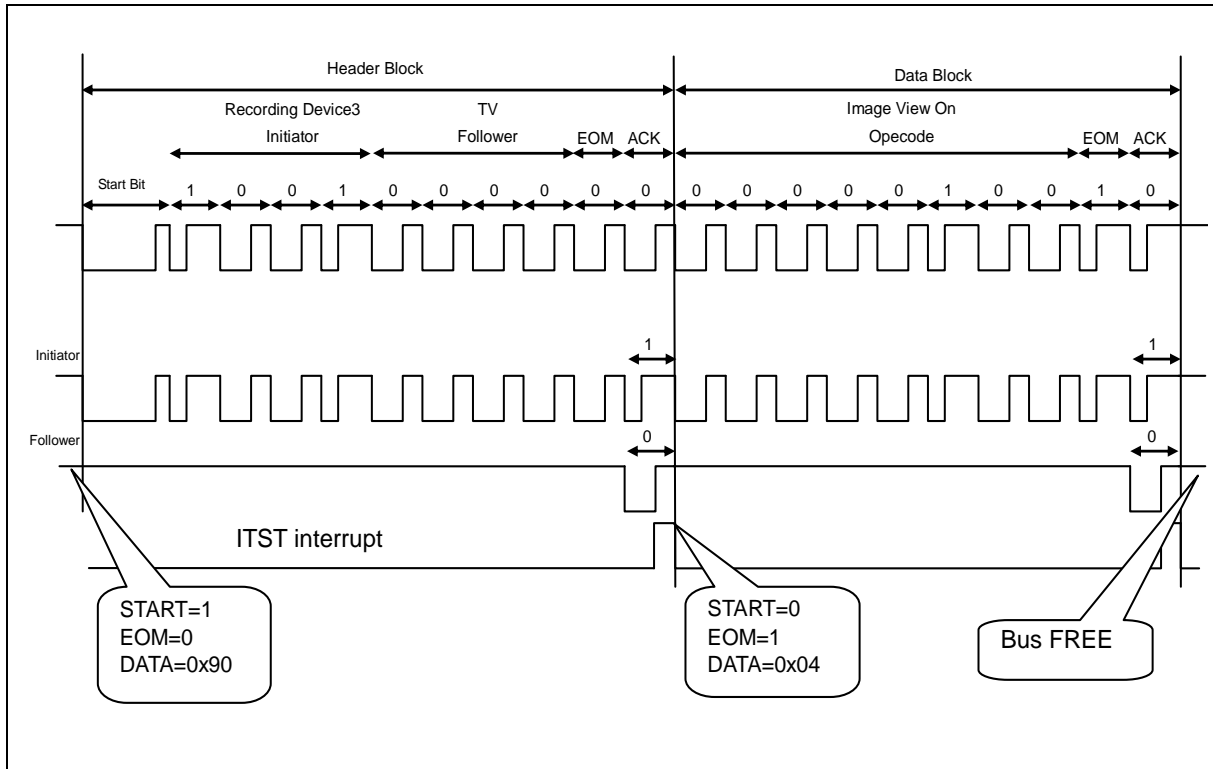 Header Block
Data Block
Recording Device3
TV
Image View On
Initiator
Follower
EOM
ACK
Opecode
EOM
ACK
Start Bit
1 0 0 1 0 0 0 0 0 0 0 0 0 0 0 1 0 0 1 0
Initiator
1
1
Follower
0
0
ITST interrupt
START=1
EOM=0
DATA=0x90
START=0
EOM=1
DATA=0x04
Bus FREE